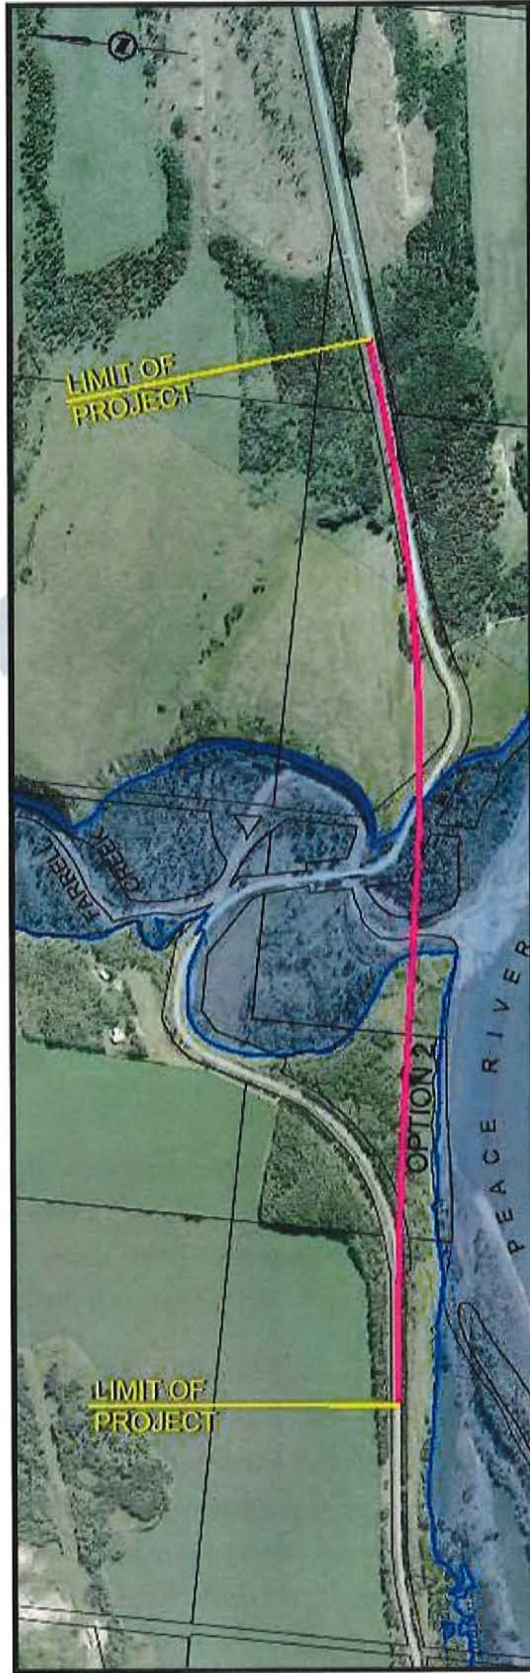 LIMIT OF
PROJECT
FARRELL
CREEK
OPTION 2
PEACE RIVER
LIMIT OF
PROJECT